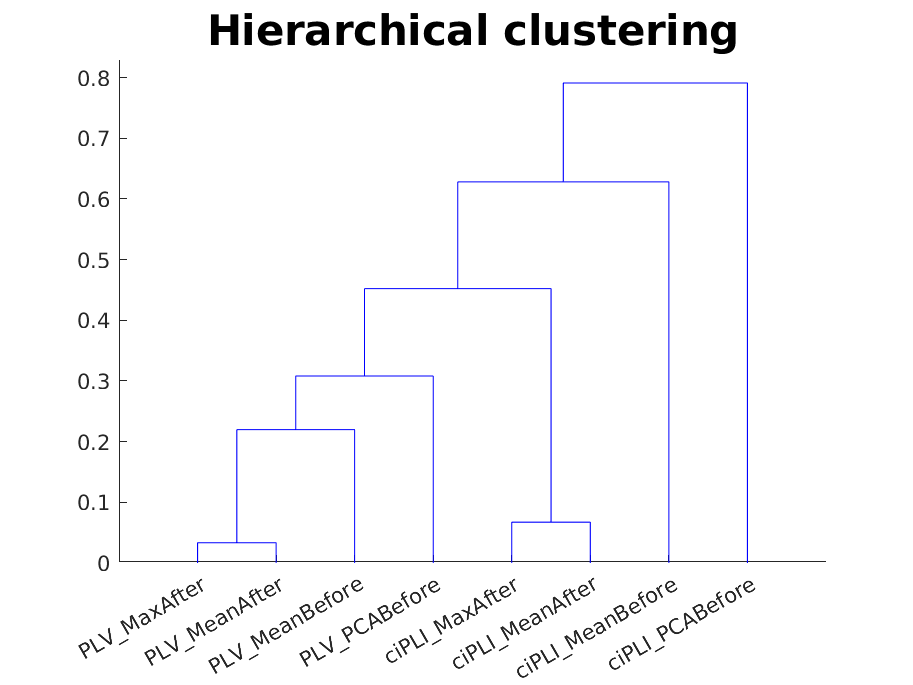 Hierarchical clustering
0.8
0.7
0.6
0.5
0.4
0.3
0.2
0.1
0
PLV_MaxAfter
PLV_MeanAfter
PLV_MeanBefore
PLV_PCABefore
ciPLI_MaxAfter
ciPLI_MeanAfter
ciPLI_MeanBefore
ciPLI_PCABefore